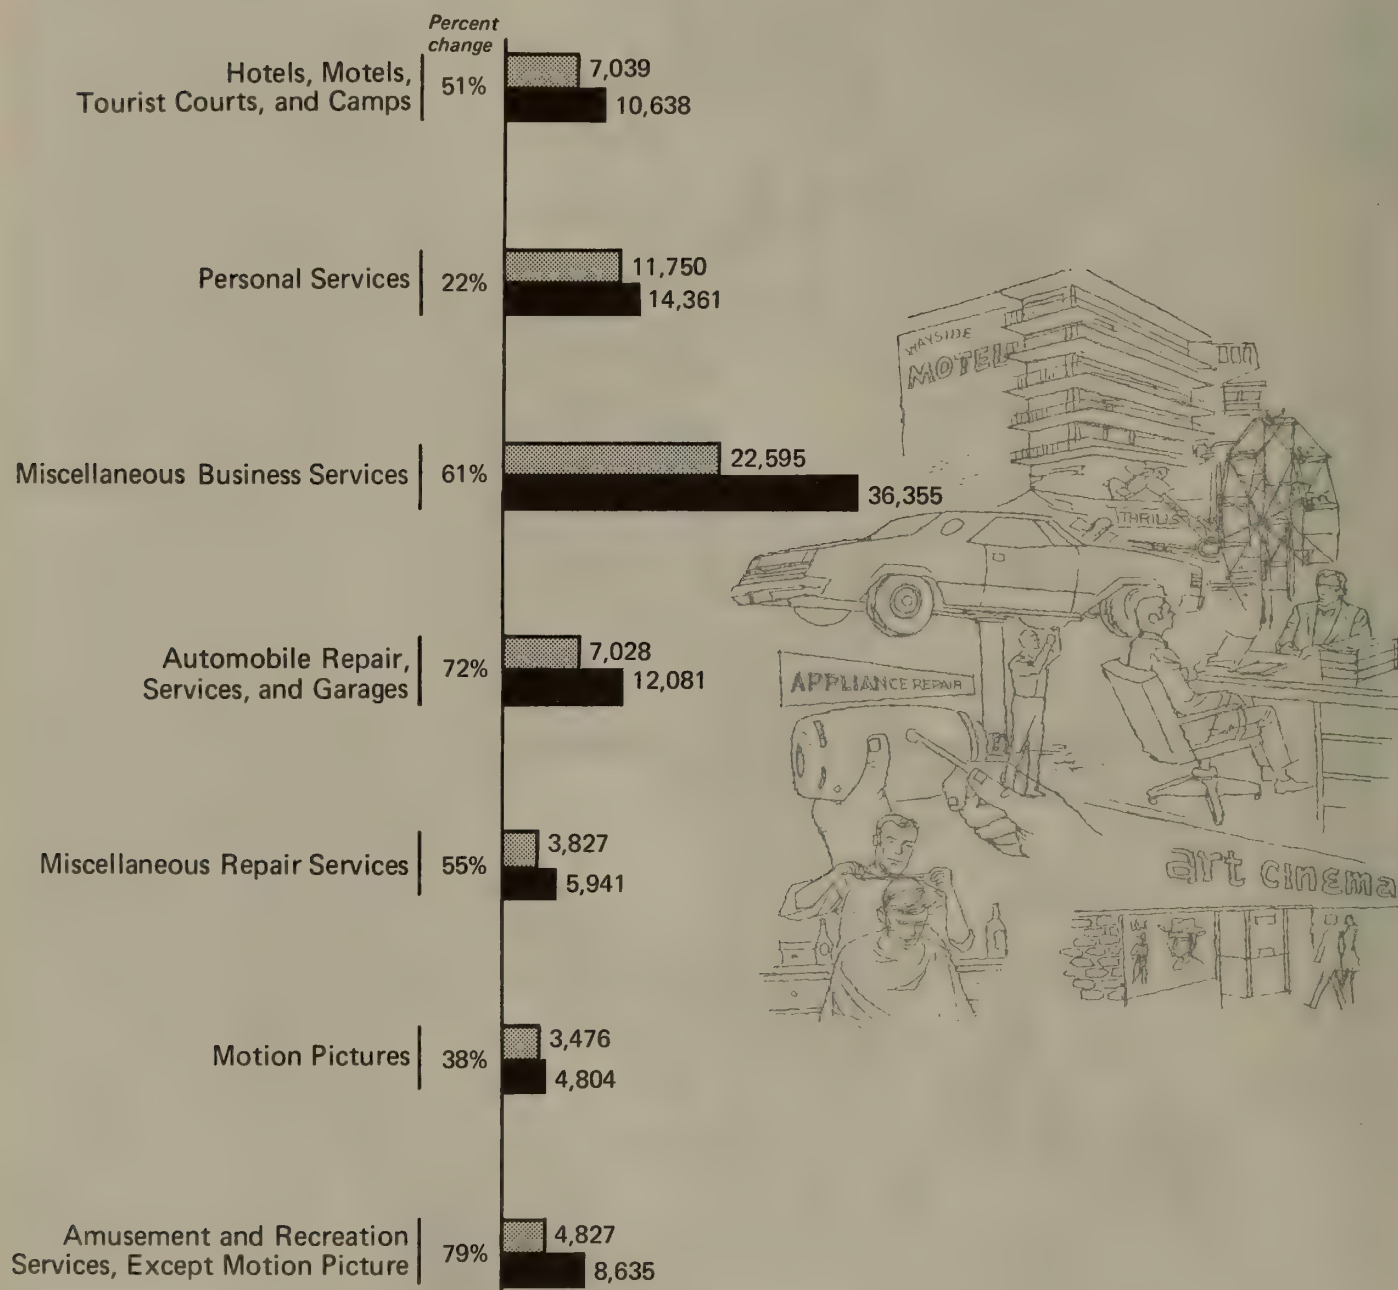 Percent
change
Hotels, Motels,
Tourist Courts, and Camps
51%
7,039
10,638
Personal Services
22%
11,750
14,361
Miscellaneous Business Services
61%
22,595
36,355
Automobile Repair,
Services, and Garages
72%
7,028
12,081
Miscellaneous Repair Services
55%
3,827
5,941
Motion Pictures
38%
3,476
4,804
Amusement and Recreation
Services, Except Motion Picture
79%
4,827
8,635
WAYSIDE
MOTEL
THRILLS
APPLIANCE REPAIR
art cinema